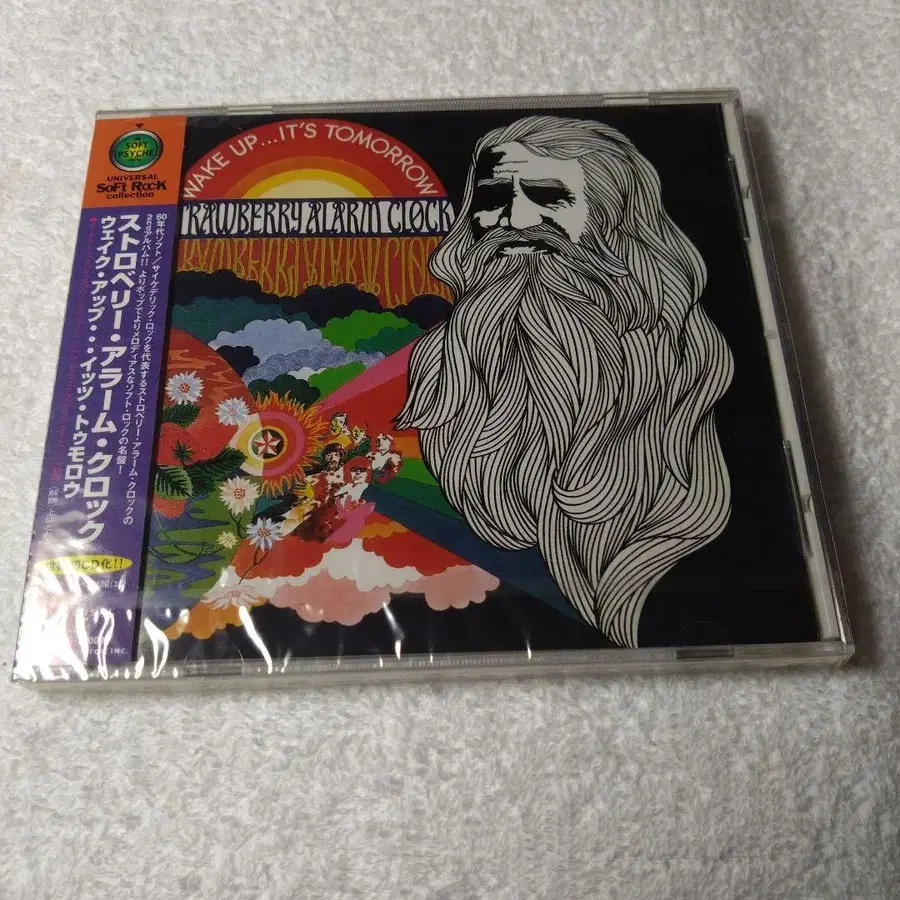 SOFT
PSYCHE
UNIVERSAL
SOFT ROCK
collection
60年代ソフト/サイケデリック・ロックを代表するストロベリー・アラーム・クロックの
2ndアルバム!! よりポップでよりメロディアスなソフト・ロックの名盤!
ストロベリー・アラーム・クロック
ウェイク・アップ・・・イッツ・トゥモロウ
CD化!!
INC.
WAKE UP...IT'S TOMORROW
TRAWBERRY ALARM CLOCK